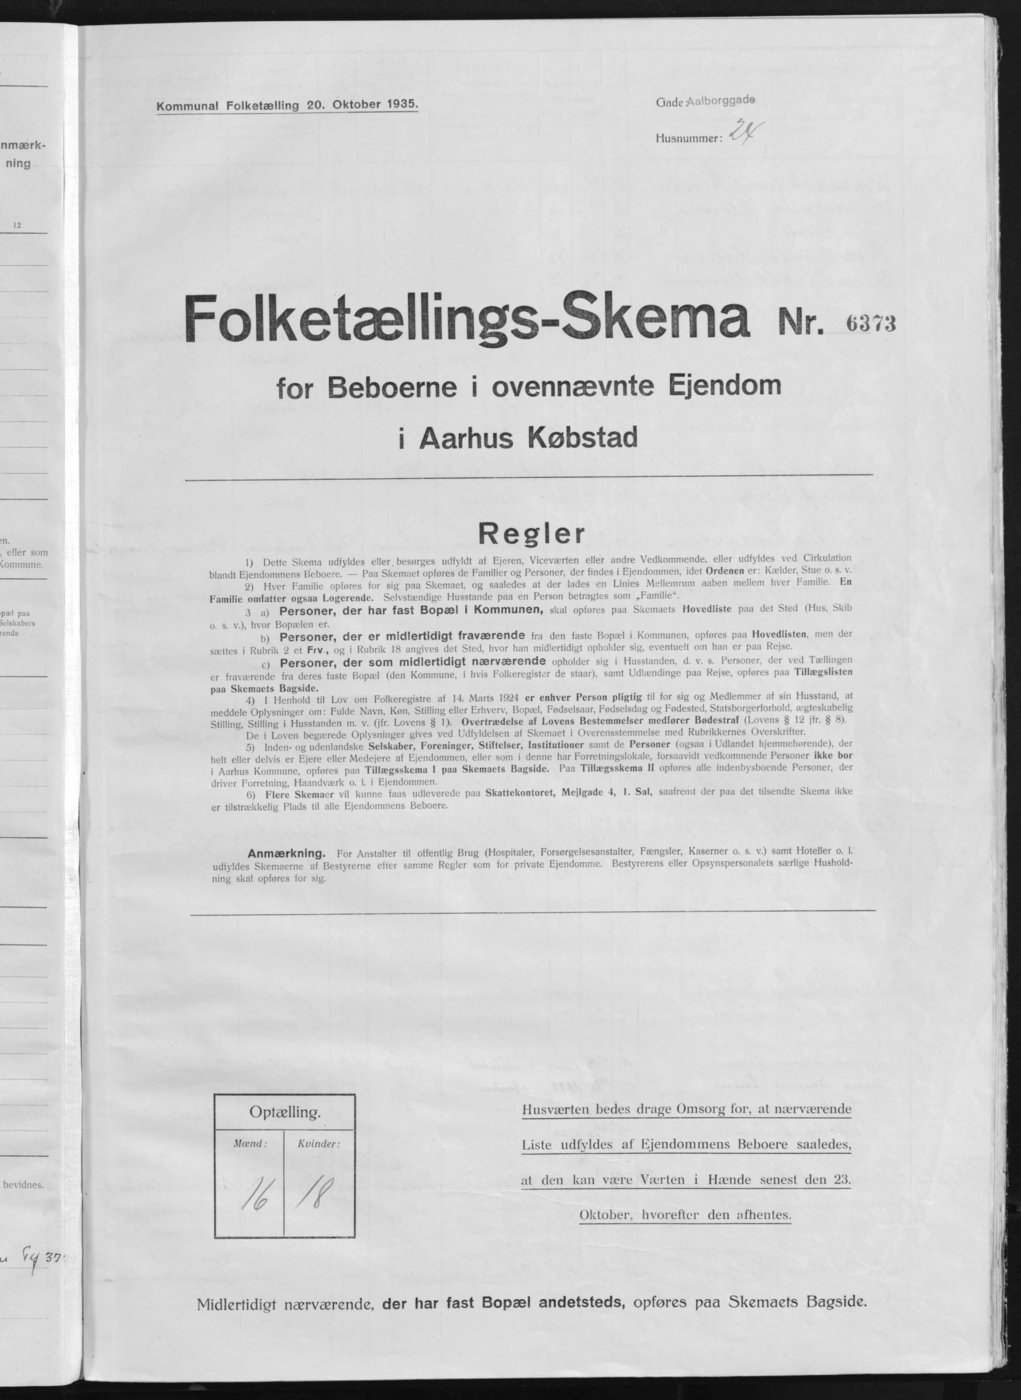 nmærk-
ning
12
en.
, eller som
Kommune.
opæl paa
Selskabers
rende
bevidnes.
37.
Kommunal Folketælling 20. Oktober 1935.
Gade: Aalborggade
Husnummer: 24
Folketællings-Skema Nr. 6373
for Beboerne i ovennævnte Ejendom
i Aarhus Købstad
Regler
1) Dette Skema udfyldes eller besørges udfyldt af Ejeren, Viceværten eller andre Vedkommende, eller udfyldes ved Cirkulation
blandt Ejendommens Beboere. — Paa Skemaet opføres de Familier og Personer, der findes i Ejendommen, idet Ordenen er: Kælder, Stue o. s. v.
2) Hver Familie opføres for sig paa Skemaet, og saaledes at der lades en Linies Mellemrum aaben mellem hver Familie. En
Familie omfatter ogsaa Logerende. Selvstændige Husstande paa en Person betragtes som „Familie“.
3 a) Personer, der har fast Bopæl i Kommunen, skal opføres paa Skemaets Hovedliste paa det Sted (Hus, Skib
o. s. v.), hvor Bopælen er.
b) Personer, der er midlertidigt fraværende fra den faste Bopæl i Kommunen, opføres paa Hovedlisten, men der
sættes i Rubrik 2 et Frv., og i Rubrik 18 angives det Sted, hvor han midlertidigt opholder sig, eventuelt om han er paa Rejse.
c) Personer, der som midlertidigt nærværende opholder sig i Husstanden, d. v. s. Personer, der ved Tællingen
er fraværende fra deres faste Bopæl (den Kommune, i hvis Folkeregister de staar), samt Udlændinge paa Rejse, opføres paa Tillægslisten
paa Skemaets Bagside.
4) I Henhold til Lov om Folkeregistre af 14. Marts 1924 er enhver Person pligtig til for sig og Medlemmer af sin Husstand, at
meddele Oplysninger om: Fulde Navn, Køn, Stilling eller Erhverv, Bopæl, Fødselsaar, Fødselsdag og Fødested, Statsborgerforhold, ægteskabelig
Stilling, Stilling i Husstanden m. v. (jfr. Lovens § 1). Overtrædelse af Lovens Bestemmelser medfører Bødestraf (Lovens § 12 jfr. § 8).
De i Loven begærede Oplysninger gives ved Udfyldelsen af Skemaet i Overensstemmelse med Rubrikkernes Overskrifter.
5) Inden- og udenlandske Selskaber, Foreninger, Stiftelser, Institutioner samt de Personer (ogsaa i Udlandet hjemmehørende), der
helt eller delvis er Ejere eller Medejere af Ejendommen, eller som i denne har Forretningslokale, forsaavidt vedkommende Personer ikke bor
i Aarhus Kommune, opføres paa Tillægsskema I paa Skemaets Bagside. Paa Tillægsskema II opføres alle indenbysboende Personer, der
driver Forretning, Haandværk o. l. i Ejendommen.
6) Flere Skemaer vil kunne faas udleverede paa Skattekontoret, Mejlgade 4, 1. Sal, saafremt der paa det tilsendte Skema ikke
er tilstrækkelig Plads til alle Ejendommens Beboere.
Anmærkning. For Anstalter til offentlig Brug (Hospitaler, Forsørgelsesanstalter, Fængsler, Kaserner o. s. v.) samt Hoteller o. l.
udfyldes Skemaerne af Bestyrerne efter samme Regler som for private Ejendomme. Bestyrerens eller Opsynspersonalets særlige Hushold-
ning skal opføres for sig.
Optælling.
Mænd: Kvinder:
16 18
Husværten bedes drage Omsorg for, at nærværende
Liste udfyldes af Ejendommens Beboere saaledes,
at den kan være Værten i Hænde senest den 23.
Oktober, hvorefter den afhentes.
Midlertidigt nærværende, der har fast Bopæl andetsteds, opføres paa Skemaets Bagside.